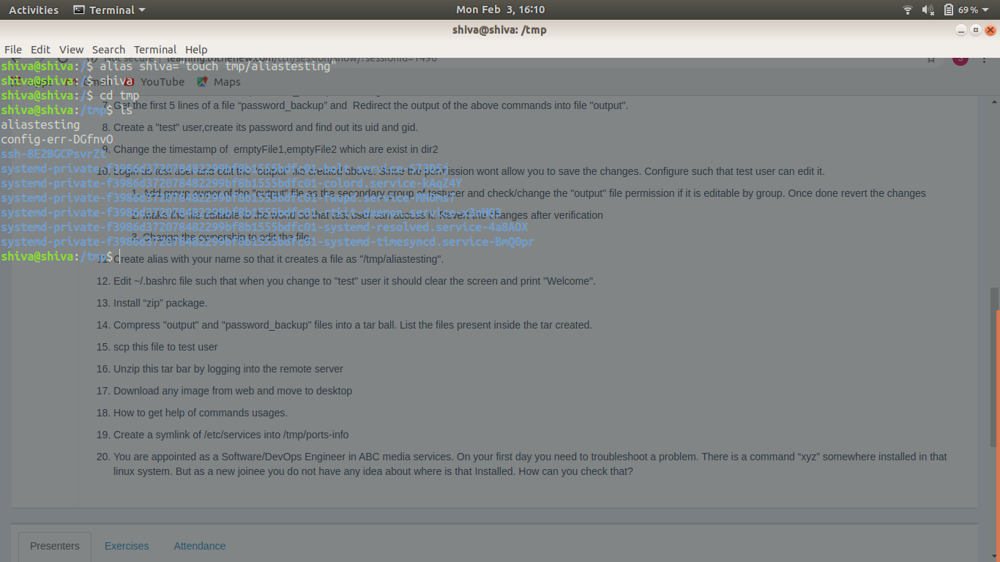 Activities Terminal Mon Feb 3, 16:10 69%
shiva@shiva: /tmp
File Edit View Search Terminal Help
shiva@shiva:/$ alias shiva="touch tmp/aliastesting"
shiva@shiva:/$ shiva
YouTube Maps
shiva@shiva:/$ cd tmp
shiva@shiva:/tmp$ ls
7. Get the first 5 lines of a file “password_backup” and Redirect the output of the above commands into file "output".
aliastesting
8. Create a "test" user,create its password and find out its uid and gid.
config-err-DGfnvO
9. Change the timestamp of emptyFile1,emptyFile2 which are exist in dir2
ssh-8E2BGCPsvrZt
systemd-private-f3986d372078482299bf8b1555bdfc01-bolt.service-
10. Login as test user and edit the "output" file created above. Since the permission wont allow you to save the changes. Configure such that test user can edit it.
systemd-private-f3986d372078482299bf8b1555bdfc01-colord.service-kAqZ4Y
1. Add group owner of the "output" file as the secondary group of testuser and check/change the "output" file permission if it is editable by group. Once done revert the changes
systemd-private-f3986d372078482299bf8b1555bdfc01-fwupd.service-
systemd-private-f3986d372078482299bf8b1555bdfc01-rtkit-daemon.service-
2. Make the file editable to the world so that test user can access it. Revert the changes after verification
systemd-private-f3986d372078482299bf8b1555bdfc01-systemd-resolved.service-4a8AOX
3. Change the ownership to edit the file.
systemd-private-f3986d372078482299bf8b1555bdfc01-systemd-timesyncd.service-BmQ0pr
shiva@shiva:/tmp$
11. Create alias with your name so that it creates a file as "/tmp/aliastesting".
12. Edit ~/.bashrc file such that when you change to "test" user it should clear the screen and print "Welcome".
13. Install “zip” package.
14. Compress "output" and "password_backup" files into a tar ball. List the files present inside the tar created.
15. scp this file to test user
16. Unzip this tar bar by logging into the remote server
17. Download any image from web and move to desktop
18. How to get help of commands usages.
19. Create a symlink of /etc/services into /tmp/ports-info
20. You are appointed as a Software/DevOps Engineer in ABC media services. On your first day you need to troubleshoot a problem. There is a command “xyz” somewhere installed in that
linux system. But as a new joinee you do not have any idea about where is that Installed. How can you check that?
Presenters Exercises Attendance